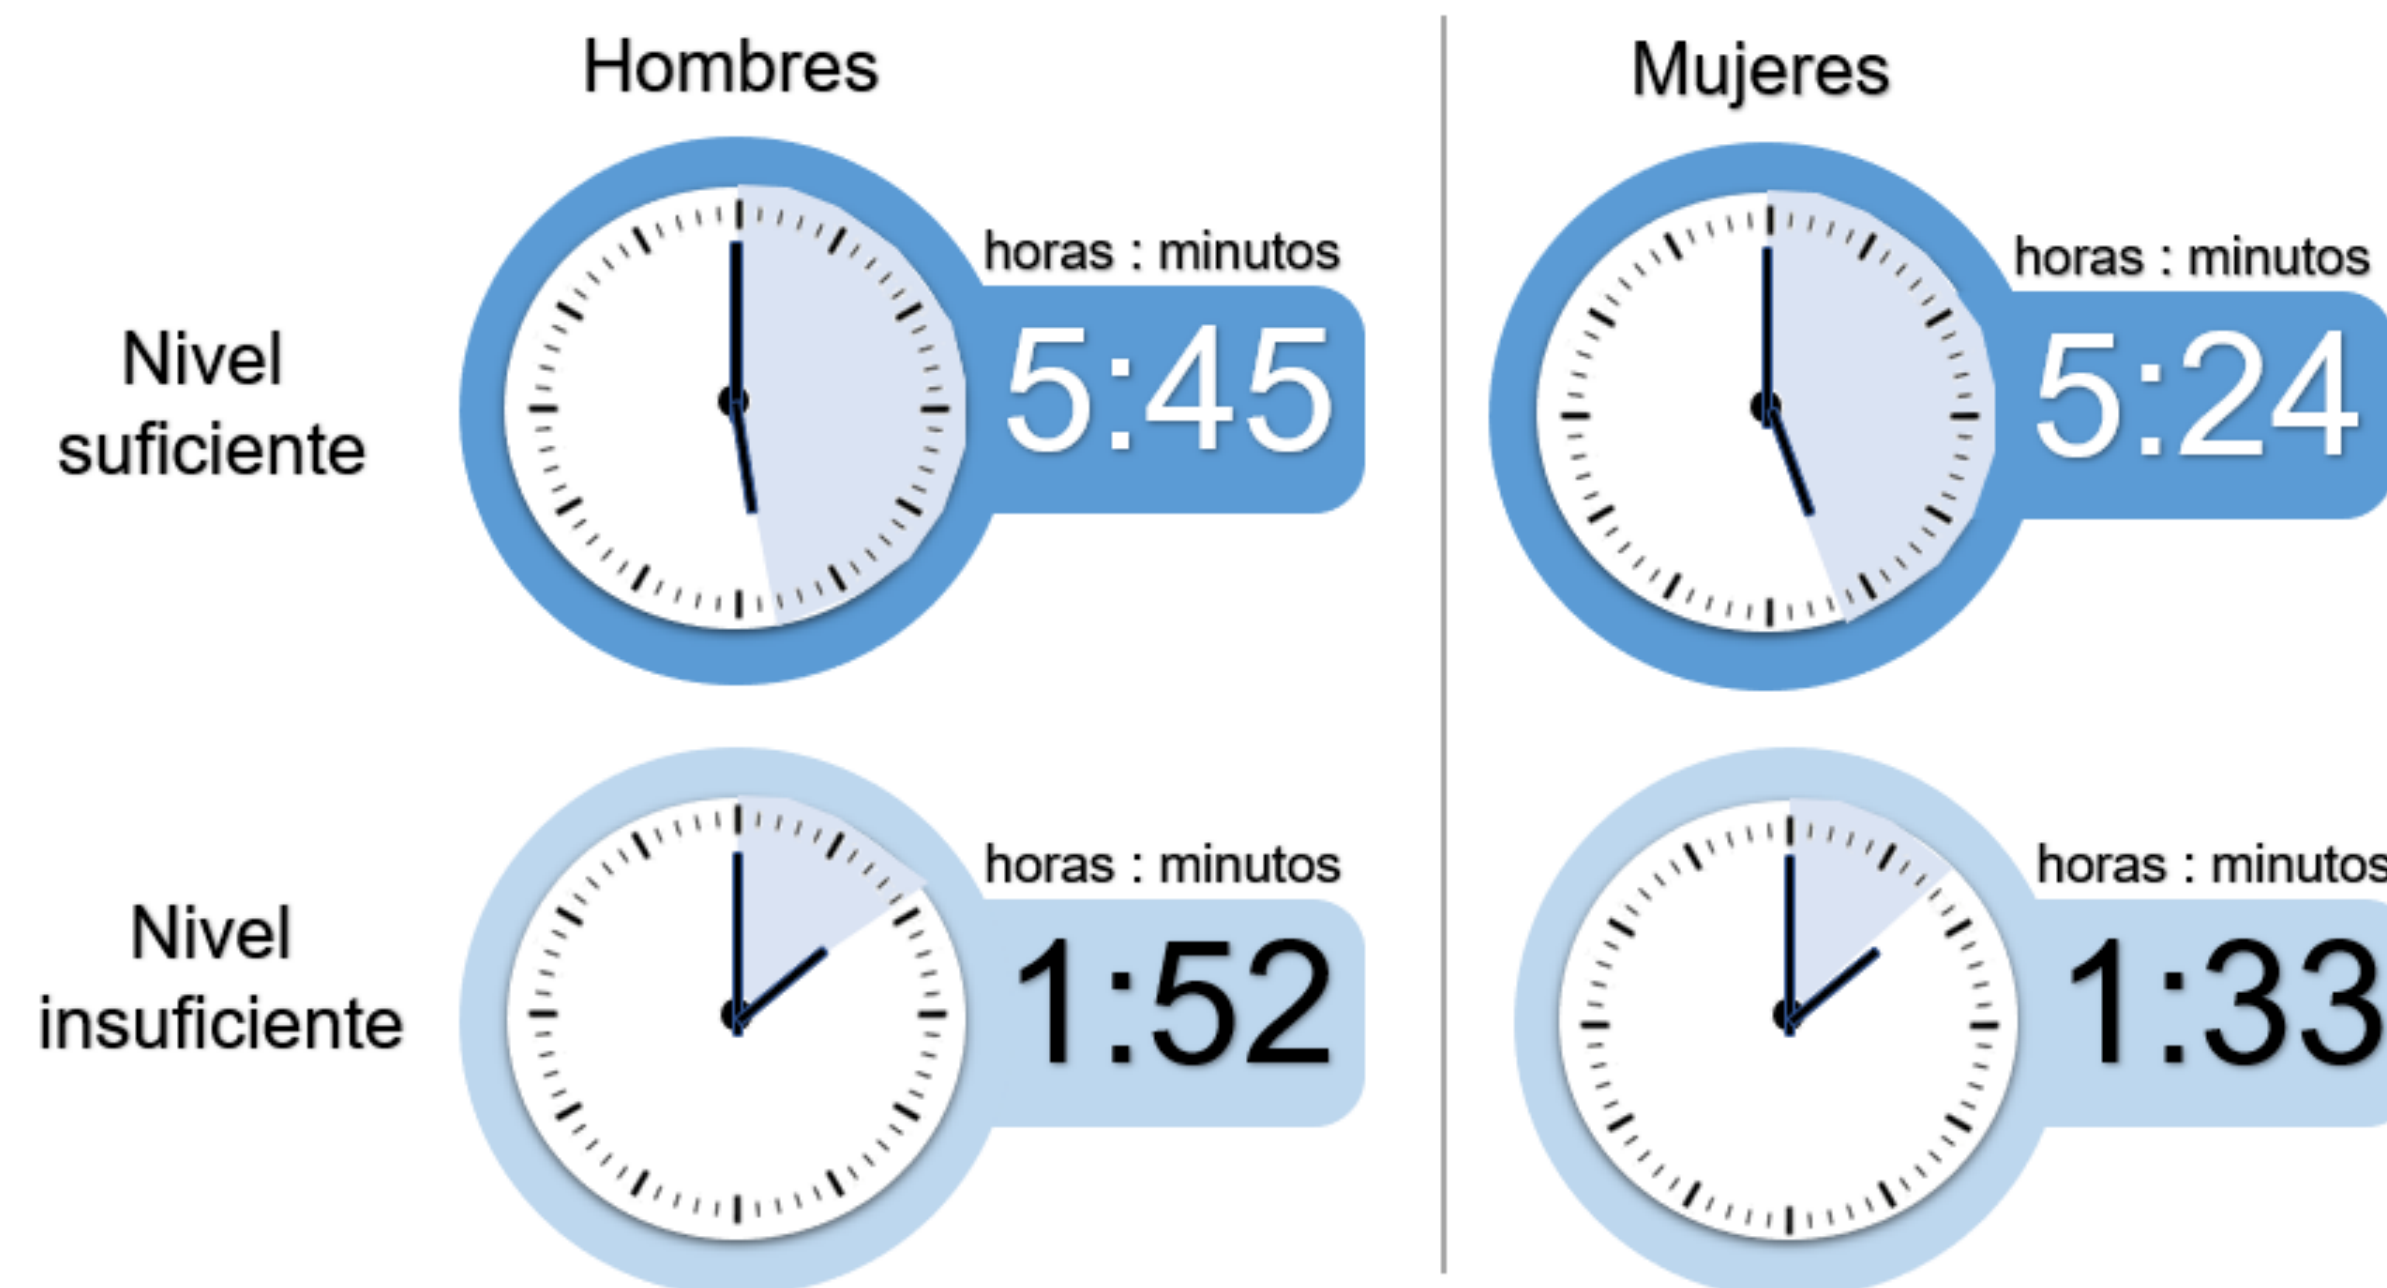 Hombres
Mujeres
horas : minutos
horas : minutos
Nivel
suficiente
5:45
5:24
horas : minutos
horas : minutos
Nivel
insuficiente
1:52
1:33